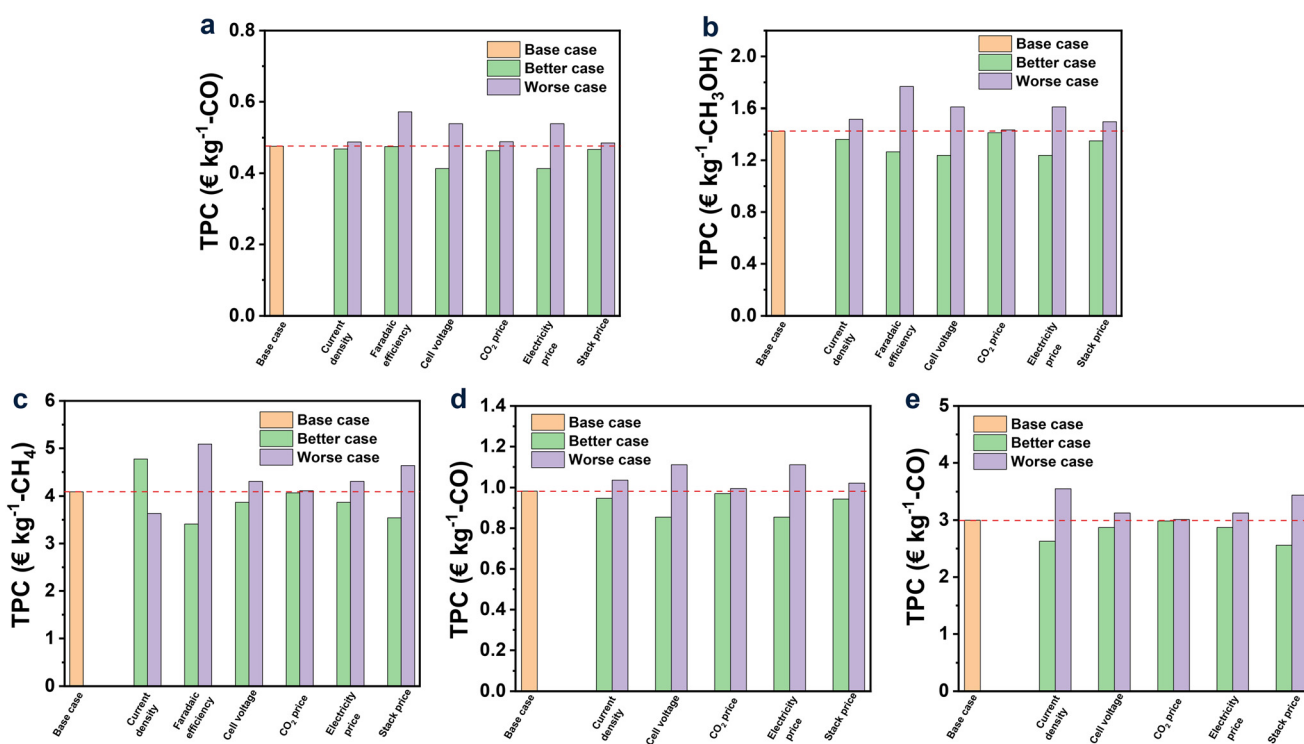 a
TPC (€ kg⁻¹-CO)
0.8
0.6
0.4
0.2
0.0
Base case
Better case
Worse case
Base case
Current
density
Faradaic
efficiency
Cell voltage
CO₂ price
Electricity
price
Stack price
b
TPC (€ kg⁻¹-CH₃OH)
2.0
1.6
1.2
0.8
0.4
0.0
Base case
Better case
Worse case
Base case
Current
density
Faradaic
efficiency
Cell voltage
CO₂ price
Electricity
price
Stack price
c
TPC (€ kg⁻¹-CH₄)
6
5
4
3
2
1
0
Base case
Better case
Worse case
Base case
Current
density
Faradaic
efficiency
Cell voltage
CO₂ price
Electricity
price
Stack price
d
TPC (€ kg⁻¹-CO)
1.4
1.2
1.0
0.8
0.6
0.4
0.2
0.0
Base case
Better case
Worse case
Base case
Current
density
Cell voltage
CO₂ price
Electricity
price
Stack price
e
TPC (€ kg⁻¹-CO)
5
4
3
2
1
0
Base case
Better case
Worse case
Base case
Current
density
Cell voltage
CO₂ price
Electricity
price
Stack price